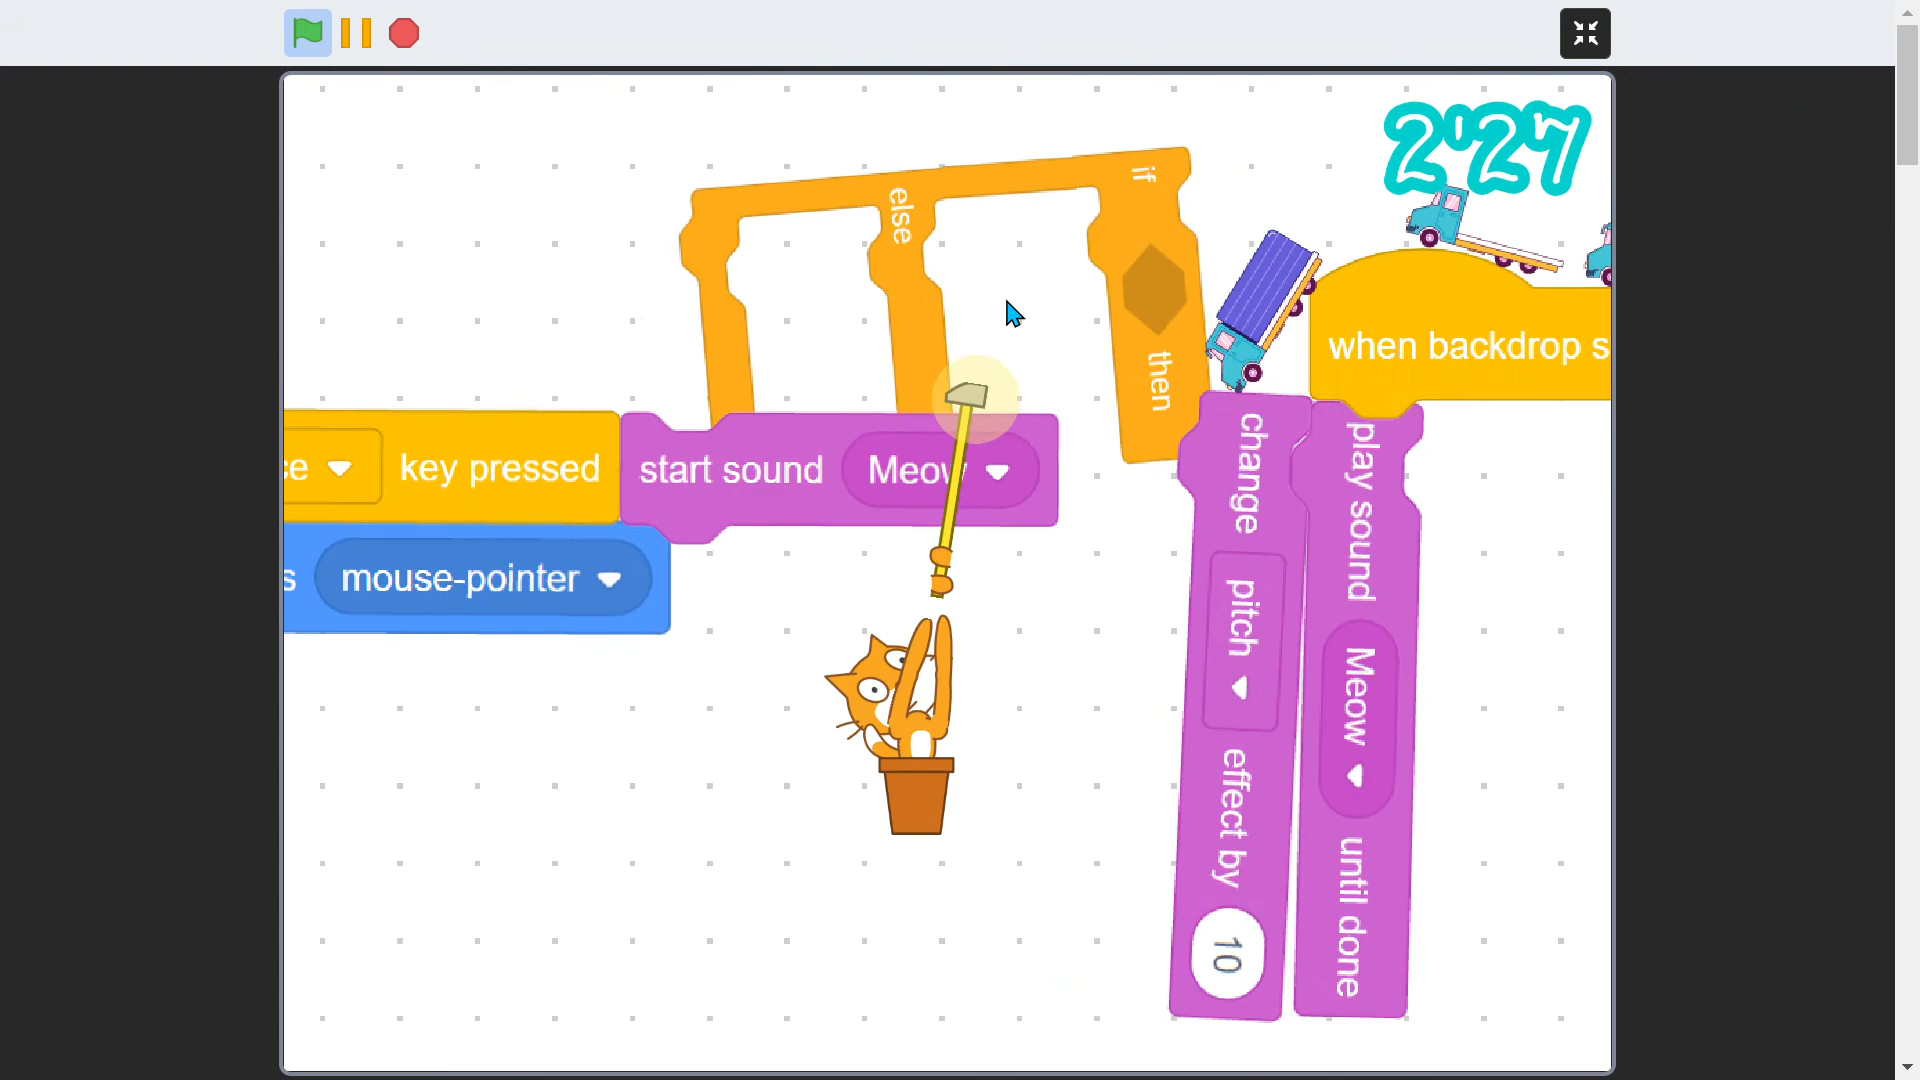 2'27
if
else
then
when backdrop s
ce key pressed
start sound Meow
s mouse-pointer
change pitch effect by 10
play sound Meow until done